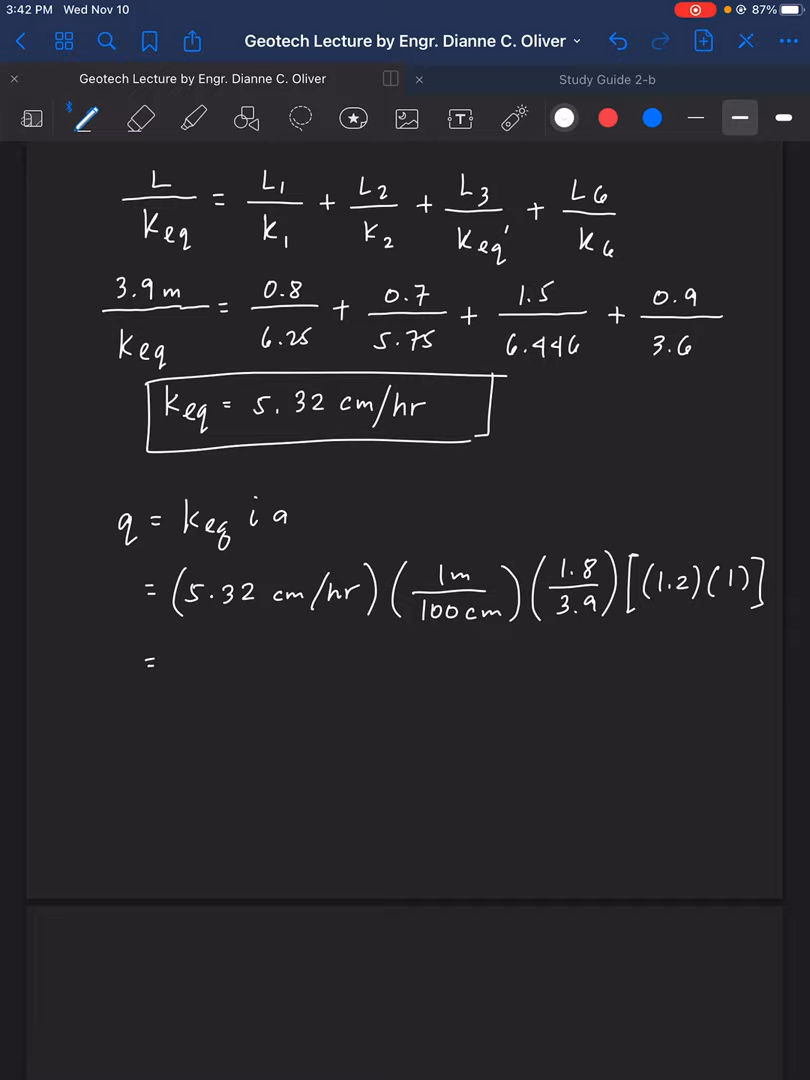 3:42 PM Wed Nov 10 87%
Geotech Lecture by Engr. Dianne C. Oliver
Geotech Lecture by Engr. Dianne C. Oliver Study Guide 2-b
L/Keq = L1/K1 + L2/K2 + L3/Keq' + L6/K6
3.9 m/Keq = 0.8/6.25 + 0.7/5.75 + 1.5/6.446 + 0.9/3.6
Keq = 5.32 cm/hr
q = Keq i a
= (5.32 cm/hr) (1m/100cm) (1.8/3.9) [(1.2)(1)]
=